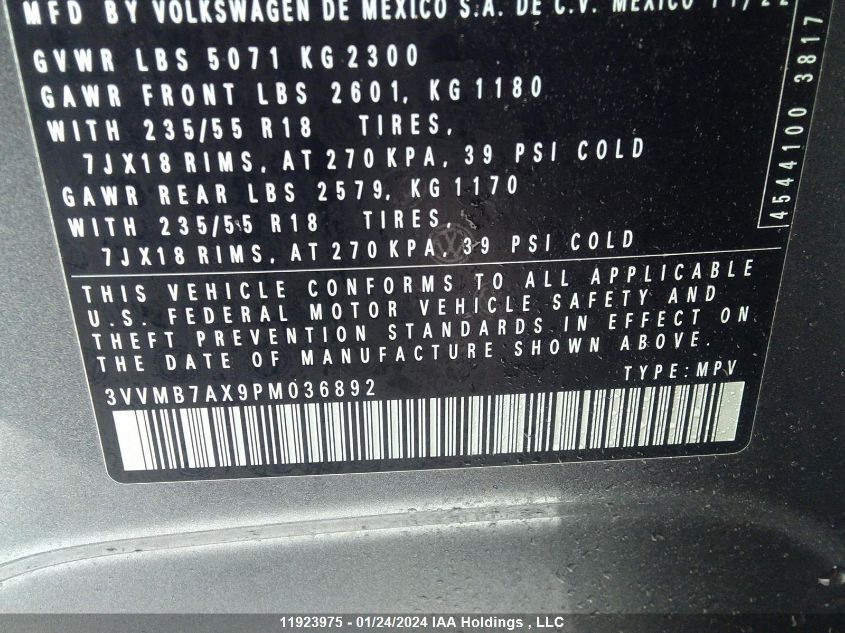 MFD BY VOLKSWAGEN DE MEXICO S.A. DE C.V. MEXICO 11/22
GVWR LBS 5071 KG 2300
GAWR FRONT LBS 2601, KG 1180
WITH 235/55 R18 TIRES,
7JX18 RIMS, AT 270 KPA, 39 PSI COLD
GAWR REAR LBS 2579, KG 1170
WITH 235/55 R18 TIRES,
7JX18 RIMS, AT 270 KPA, 39 PSI COLD
4544100 3817
THIS VEHICLE CONFORMS TO ALL APPLICABLE
U.S. FEDERAL MOTOR VEHICLE SAFETY AND
THEFT PREVENTION STANDARDS IN EFFECT ON
THE DATE OF MANUFACTURE SHOWN ABOVE.
3VVMB7AX9PM036892 TYPE: MPV
11923975 - 01/24/2024 IAA Holdings , LLC